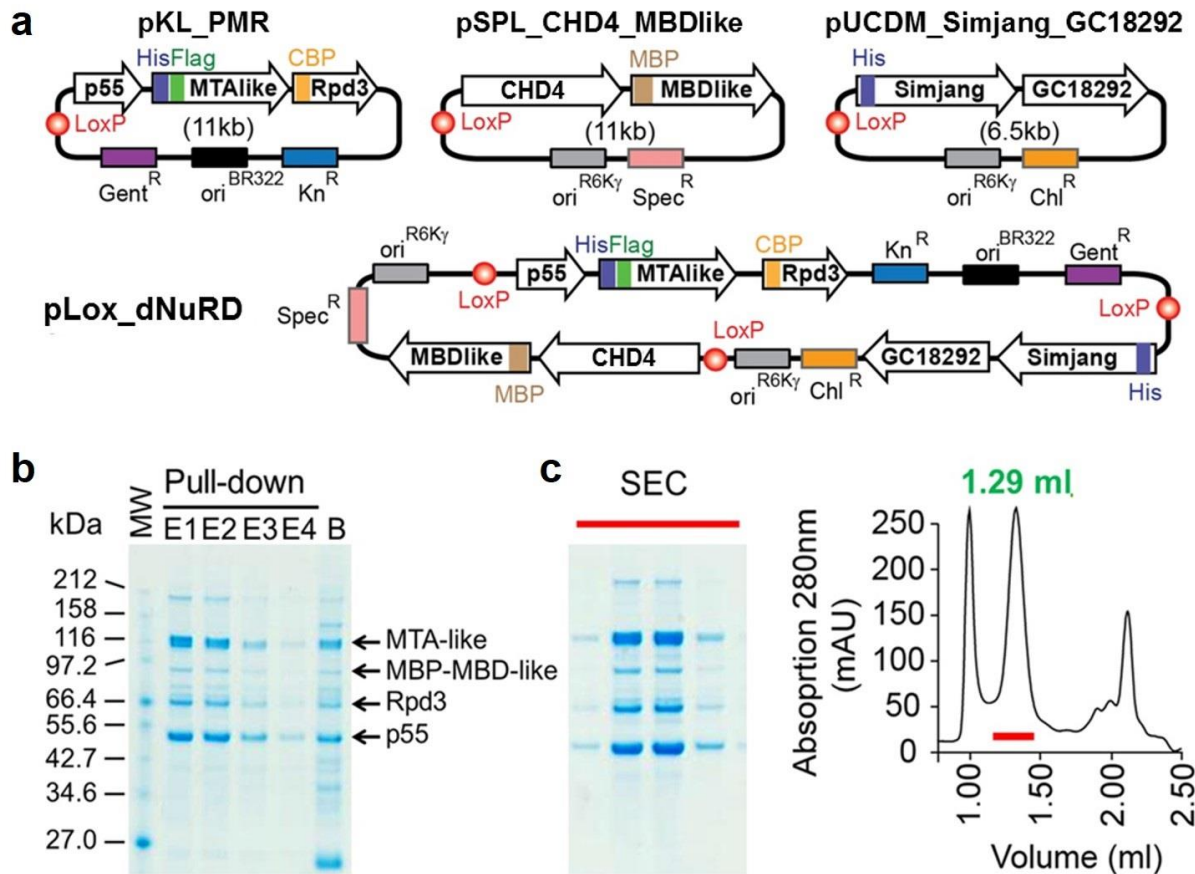 a
pKL_PMR
pSPL_CHD4_MBDlike
pUCDM_Simjang_GC18292
HisFlag
CBP
p55
MTAlike
Rpd3
LoxP
(11kb)
Gent^R
ori^BR322
Kn^R
MBP
CHD4
MBDlike
LoxP
(11kb)
ori^R6Kγ
Spec^R
His
Simjang
GC18292
LoxP
(6.5kb)
ori^R6Kγ
Chl^R
pLox_dNuRD
ori^R6Kγ
LoxP
p55
HisFlag
MTAlike
CBP
Rpd3
Kn^R
ori^BR322
Gent^R
LoxP
Spec^R
MBDlike
MBP
CHD4
LoxP
ori^R6Kγ
Chl^R
GC18292
Simjang
His
b
Pull-down
kDa
MW
E1 E2 E3 E4 B
212
158
116
97.2
66.4
55.6
42.7
34.6
27.0
MTA-like
MBP-MBD-like
Rpd3
p55
c
SEC
1.29 ml
Absoprtion 280nm
(mAU)
250
200
150
100
50
0
1.00
1.50
2.00
2.50
Volume (ml)